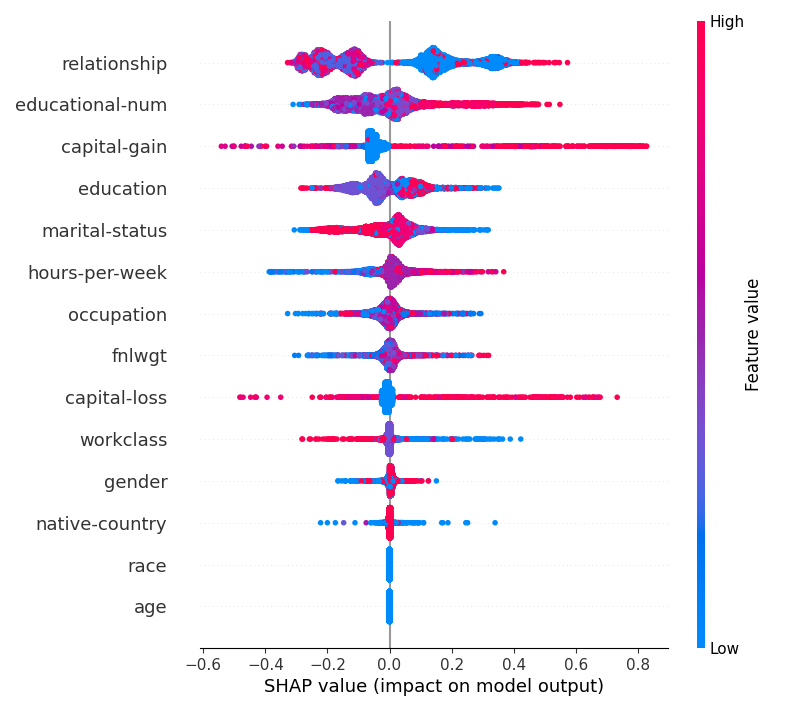 High
relationship
educational-num
capital-gain
education
marital-status
hours-per-week
occupation
fnlwgt
capital-loss
workclass
gender
native-country
race
age
Feature value
Low
−0.6 −0.4 −0.2 0.0 0.2 0.4 0.6 0.8
SHAP value (impact on model output)